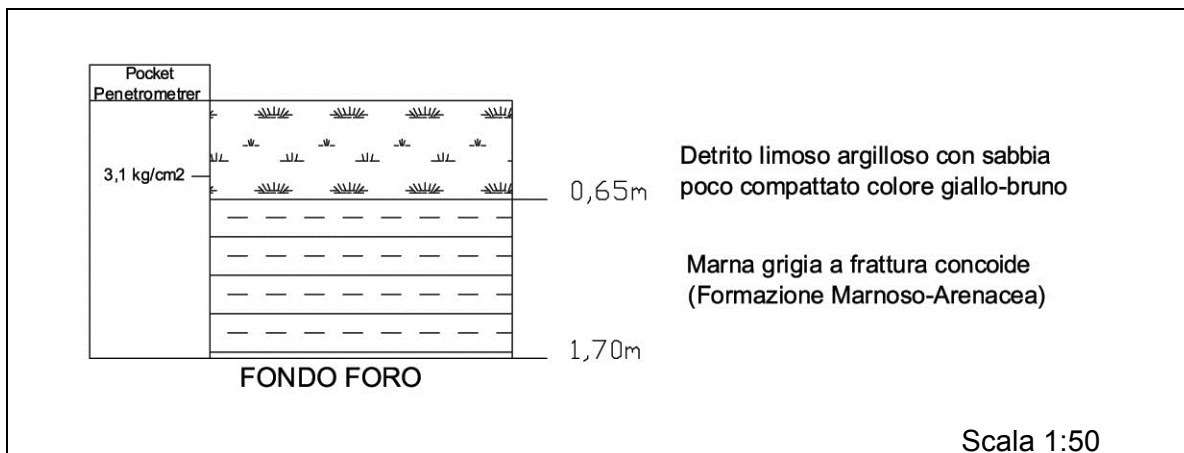 Pocket
Penetrometrer
3,1 kg/cm2
0,65m
Detrito limoso argilloso con sabbia
poco compattato colore giallo-bruno
Marna grigia a frattura concoide
(Formazione Marnoso-Arenacea)
1,70m
FONDO FORO
Scala 1:50